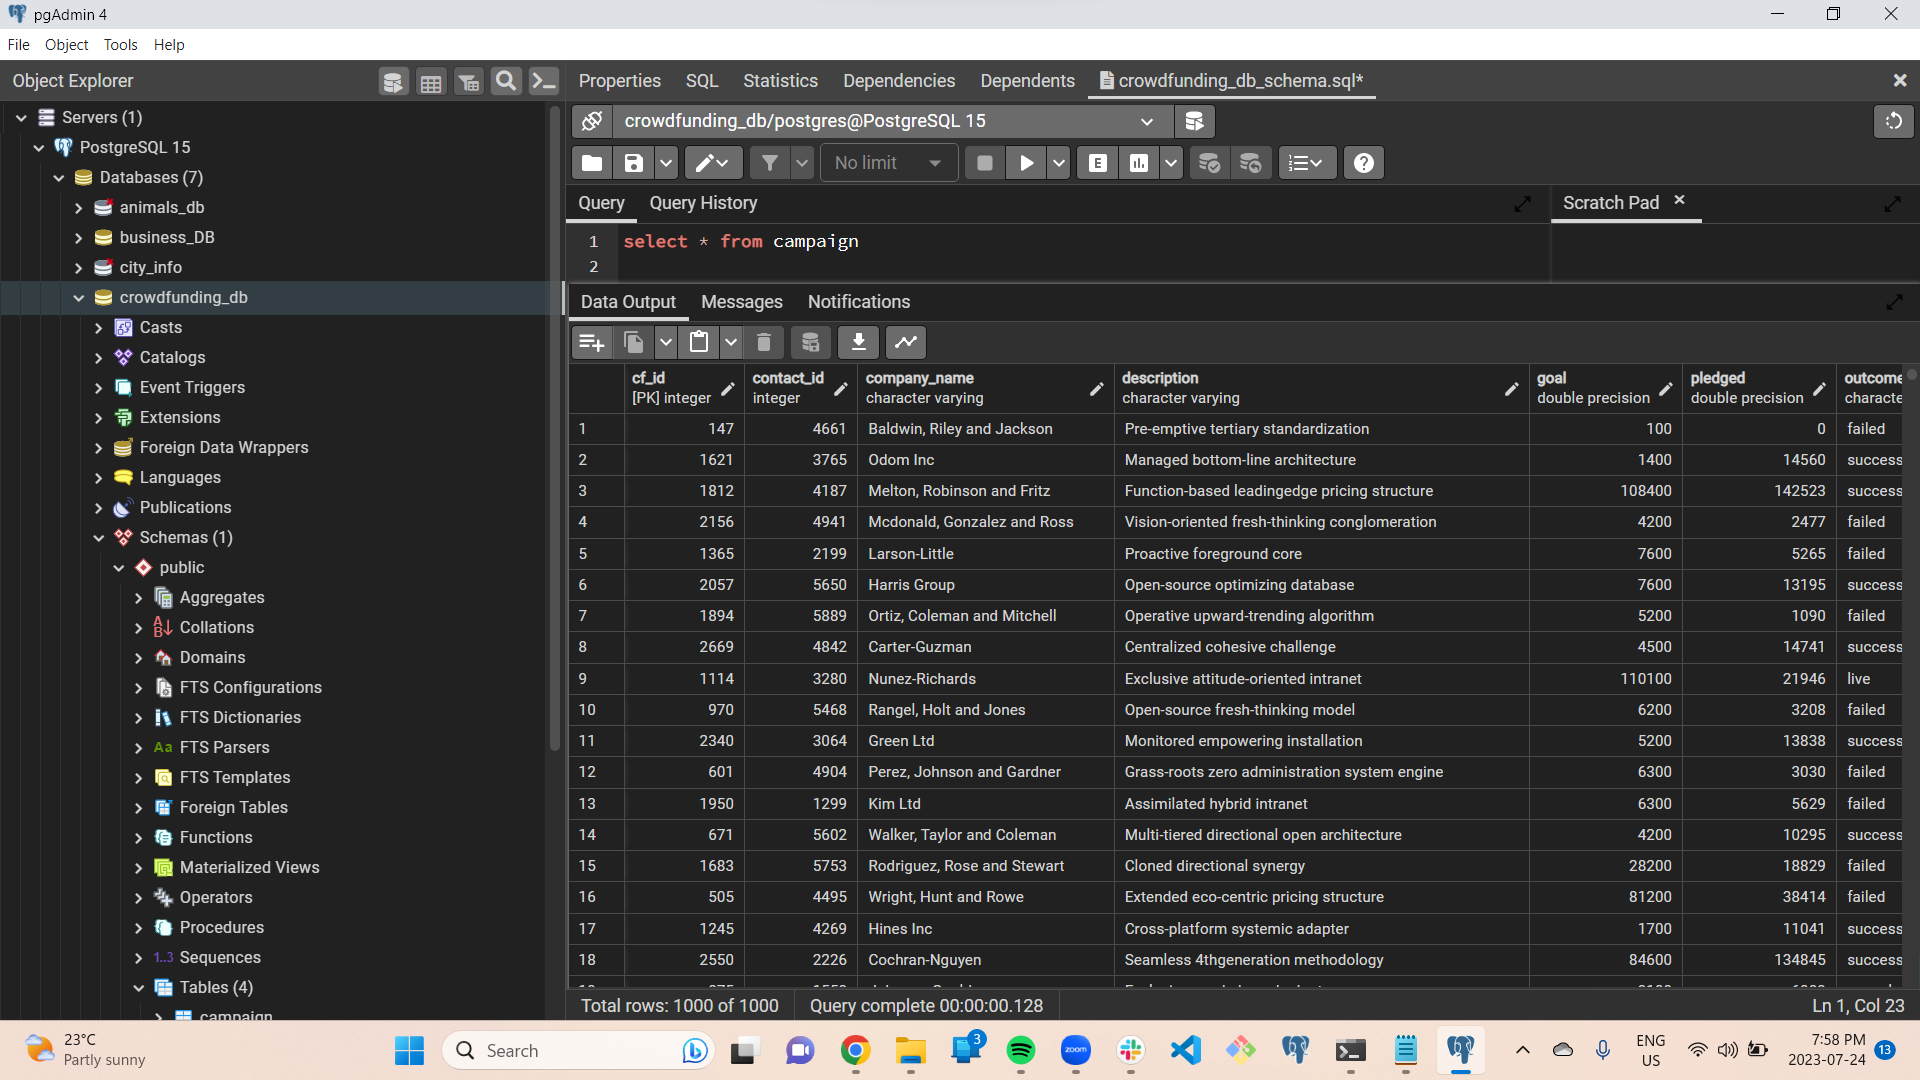 pgAdmin 4
File Object Tools Help
Object Explorer
Properties SQL Statistics Dependencies Dependents crowdfunding_db_schema.sql*
Servers (1)
PostgreSQL 15
Databases (7)
animals_db
business_DB
city_info
crowdfunding_db
Casts
Catalogs
Event Triggers
Extensions
Foreign Data Wrappers
Languages
Publications
Schemas (1)
public
Aggregates
Collations
Domains
FTS Configurations
FTS Dictionaries
Aa FTS Parsers
FTS Templates
Foreign Tables
Functions
Materialized Views
Operators
Procedures
1..3 Sequences
Tables (4)
campaign
crowdfunding_db/postgres@PostgreSQL 15
No limit
E
Query Query History
Scratch Pad
1 select * from campaign
2
Data Output Messages Notifications
cf_id contact_id company_name description goal pledged outcome
[PK] integer integer character varying character varying double precision double precision characte
1 147 4661 Baldwin, Riley and Jackson Pre-emptive tertiary standardization 100 0 failed
2 1621 3765 Odom Inc Managed bottom-line architecture 1400 14560 success
3 1812 4187 Melton, Robinson and Fritz Function-based leadingedge pricing structure 108400 142523 success
4 2156 4941 Mcdonald, Gonzalez and Ross Vision-oriented fresh-thinking conglomeration 4200 2477 failed
5 1365 2199 Larson-Little Proactive foreground core 7600 5265 failed
6 2057 5650 Harris Group Open-source optimizing database 7600 13195 success
7 1894 5889 Ortiz, Coleman and Mitchell Operative upward-trending algorithm 5200 1090 failed
8 2669 4842 Carter-Guzman Centralized cohesive challenge 4500 14741 success
9 1114 3280 Nunez-Richards Exclusive attitude-oriented intranet 110100 21946 live
10 970 5468 Rangel, Holt and Jones Open-source fresh-thinking model 6200 3208 failed
11 2340 3064 Green Ltd Monitored empowering installation 5200 13838 success
12 601 4904 Perez, Johnson and Gardner Grass-roots zero administration system engine 6300 3030 failed
13 1950 1299 Kim Ltd Assimilated hybrid intranet 6300 5629 failed
14 671 5602 Walker, Taylor and Coleman Multi-tiered directional open architecture 4200 10295 success
15 1683 5753 Rodriguez, Rose and Stewart Cloned directional synergy 28200 18829 failed
16 505 4495 Wright, Hunt and Rowe Extended eco-centric pricing structure 81200 38414 failed
17 1245 4269 Hines Inc Cross-platform systemic adapter 1700 11041 success
18 2550 2226 Cochran-Nguyen Seamless 4thgeneration methodology 84600 134845 success
Total rows: 1000 of 1000 Query complete 00:00:00.128 Ln 1, Col 23
23°C
Partly sunny
Search
3
zoom
ENG
US
7:58 PM
2023-07-24
13